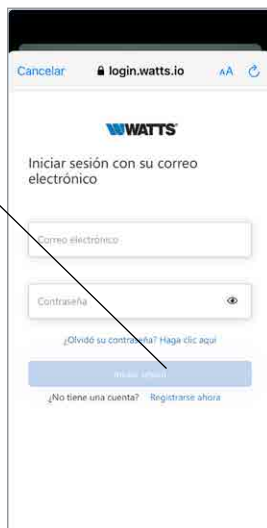 Cancelar login.watts.io AA
WATTS
Iniciar sesión con su correo
electrónico
Correo electrónico
Contraseña
¿Olvidó su contraseña? Haga clic aquí
¿No tiene una cuenta? Registrarse ahora